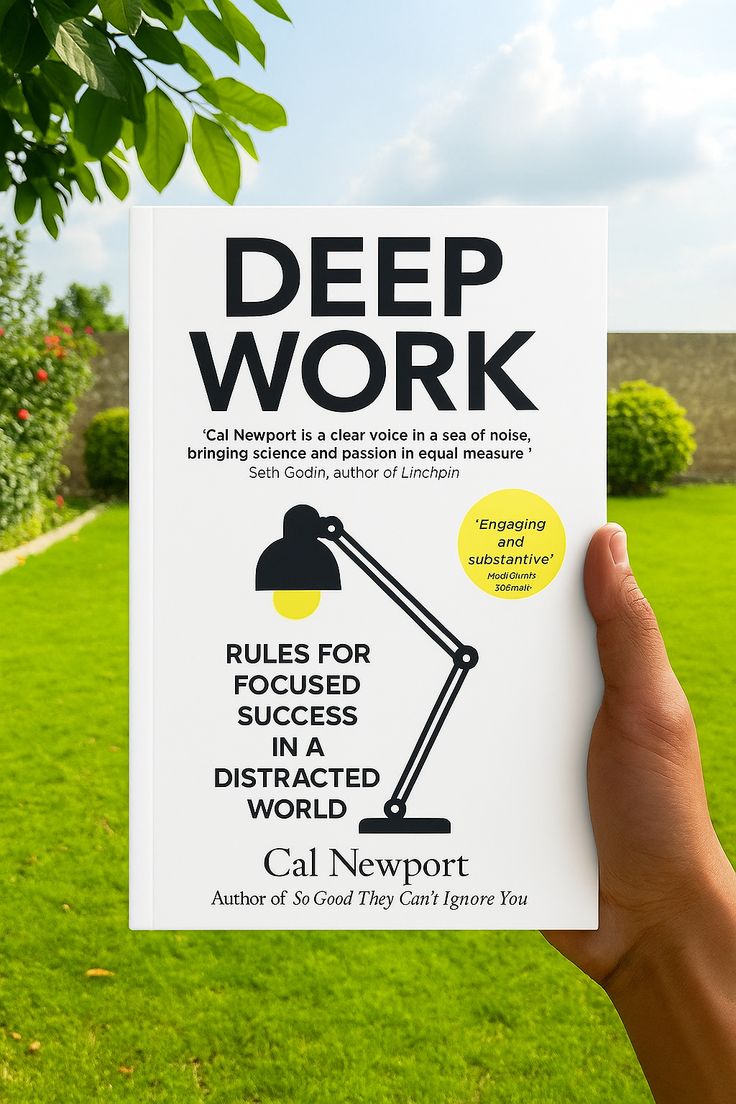 DEEP
WORK
‘Cal Newport is a clear voice in a sea of noise,
bringing science and passion in equal measure ’
Seth Godin, author of Linchpin
‘Engaging
and
substantive’
RULES FOR
FOCUSED
SUCCESS
IN A
DISTRACTED
WORLD
Cal Newport
Author of So Good They Can’t Ignore You